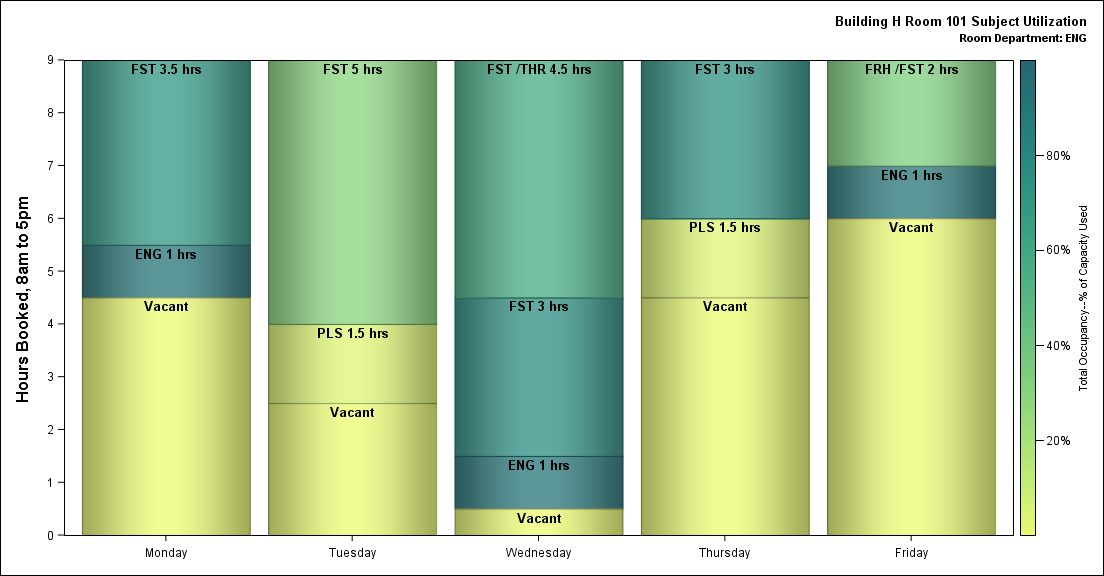 Building H Room 101 Subject Utilization
Room Department: ENG
Hours Booked, 8am to 5pm
9
8
7
6
5
4
3
2
1
0
FST 3.5 hrs
ENG 1 hrs
Vacant
FST 5 hrs
PLS 1.5 hrs
Vacant
FST /THR 4.5 hrs
FST 3 hrs
ENG 1 hrs
Vacant
FST 3 hrs
PLS 1.5 hrs
Vacant
FRH /FST 2 hrs
ENG 1 hrs
Vacant
Monday
Tuesday
Wednesday
Thursday
Friday
80%
60%
40%
20%
Total Occupancy--% of Capacity Used